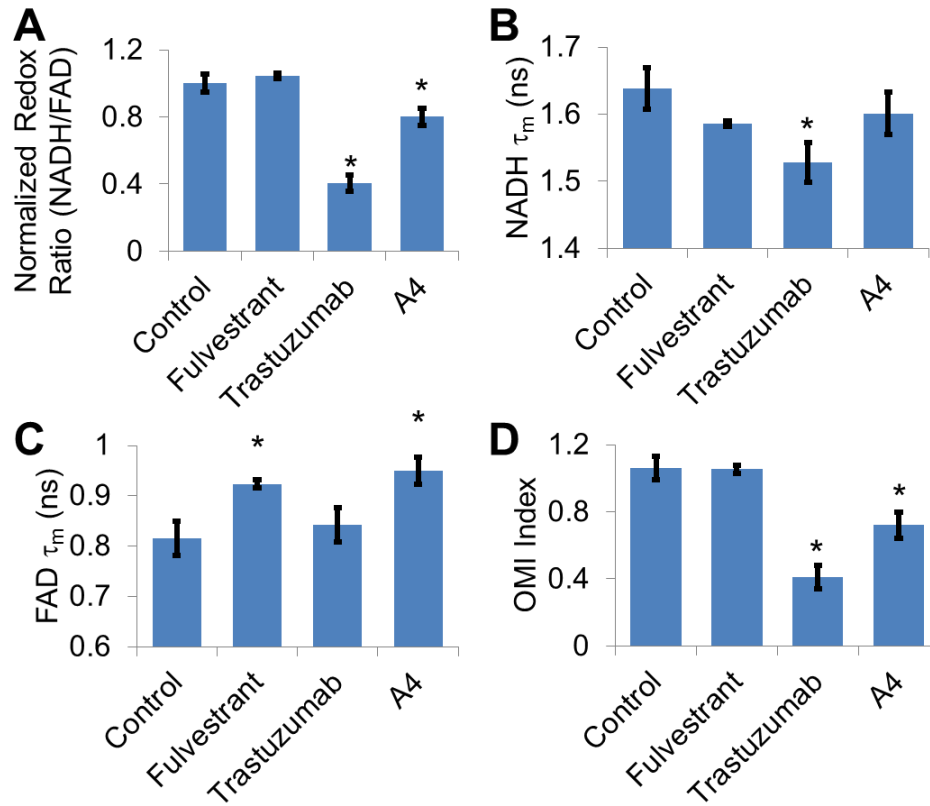 A
Normalized Redox
Ratio (NADH/FAD)
1.2
0.8
0.4
0
*
*
Control
Fulvestrant
Trastuzumab
A4
B
NADH τm (ns)
1.7
1.6
1.5
1.4
*
Control
Fulvestrant
Trastuzumab
A4
C
FAD τm (ns)
1
0.9
0.8
0.7
0.6
*
*
Control
Fulvestrant
Trastuzumab
A4
D
OMI Index
1.2
0.8
0.4
0
*
*
Control
Fulvestrant
Trastuzumab
A4